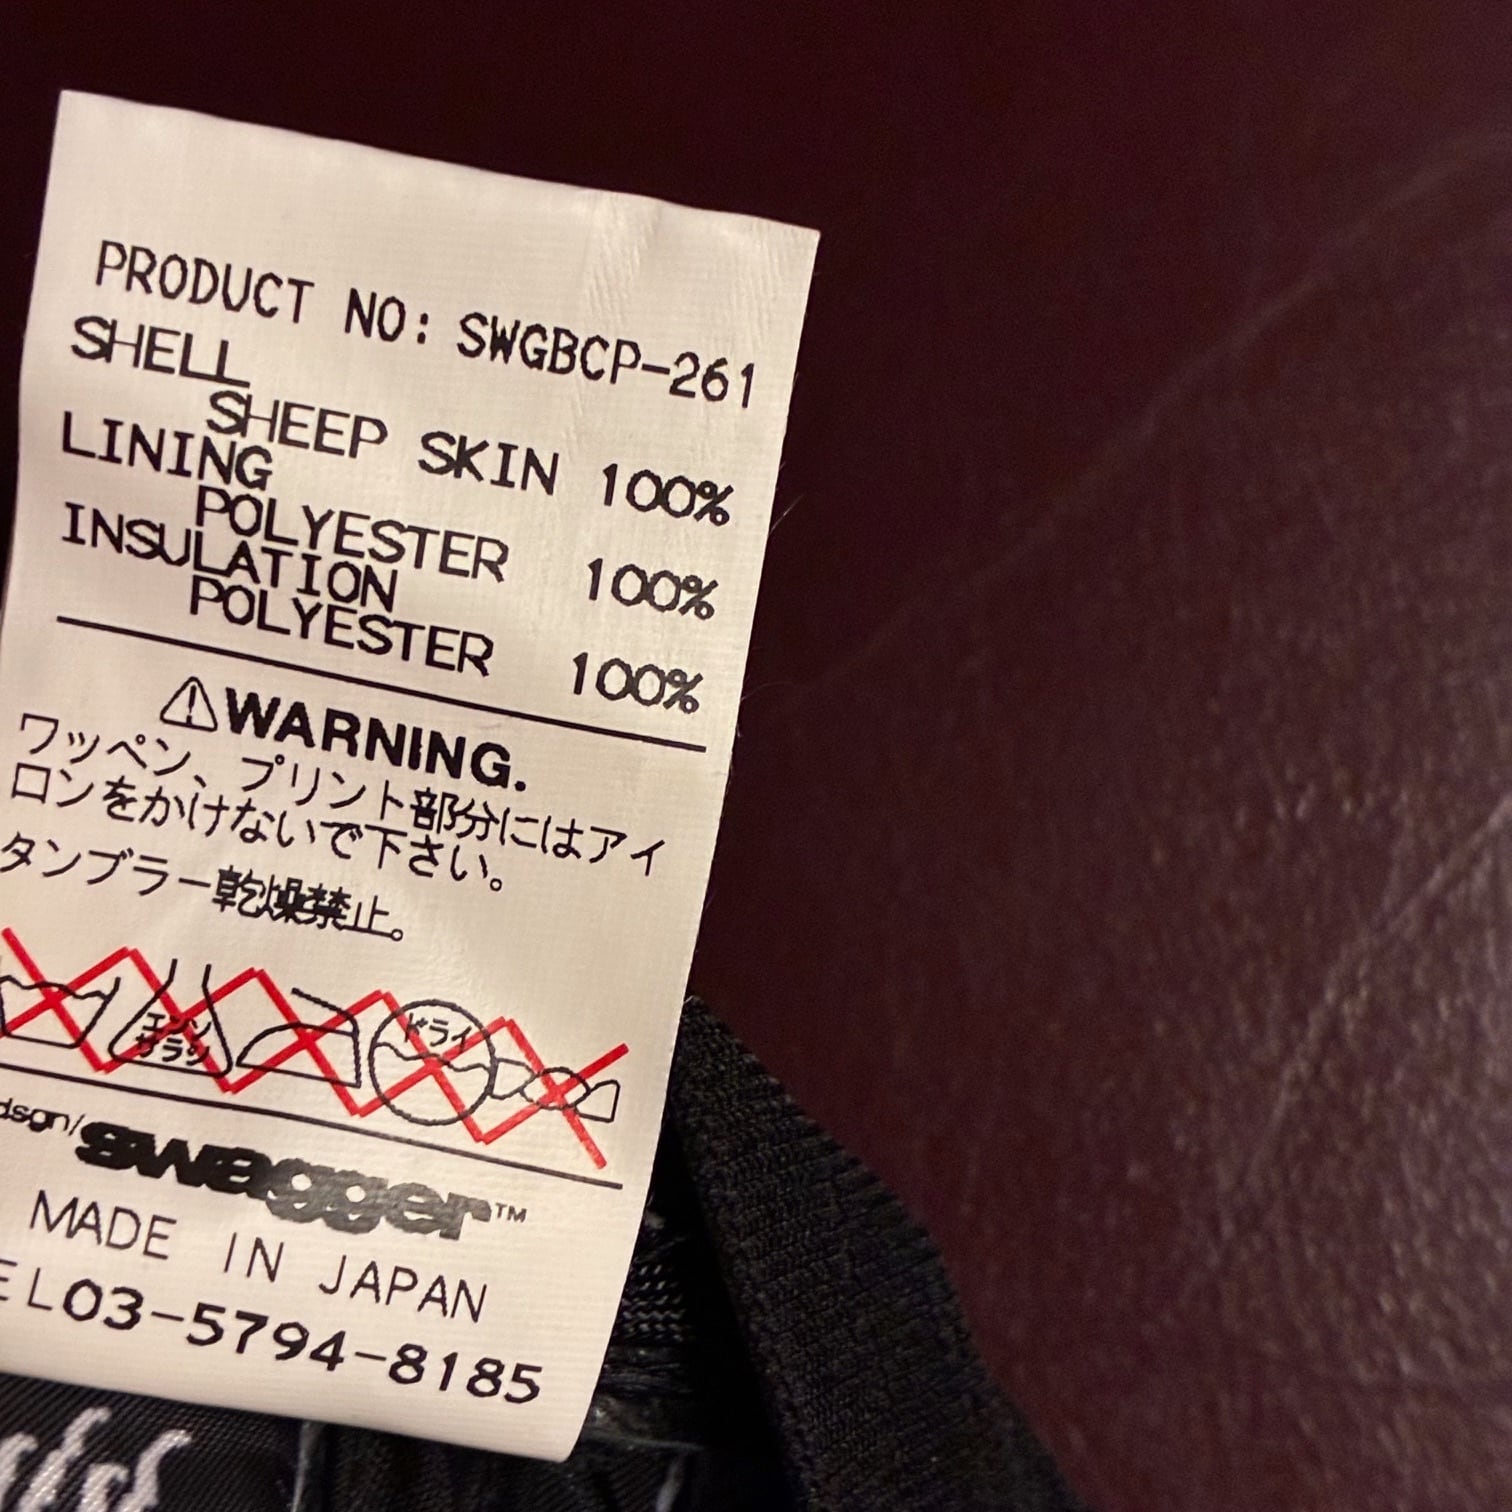 PRODUCT NO: SWGBCP-261
SHELL
SHEEP SKIN 100%
LINING
POLYESTER 100%
INSULATION
POLYESTER 100%
WARNING.
ワッペン、プリント部分にはアイ
ロンをかけないで下さい。
タンブラー乾燥禁止。
エンソ
サラシ
ドライ
dsgn/swagger™
MADE IN JAPAN
EL03-5794-8185